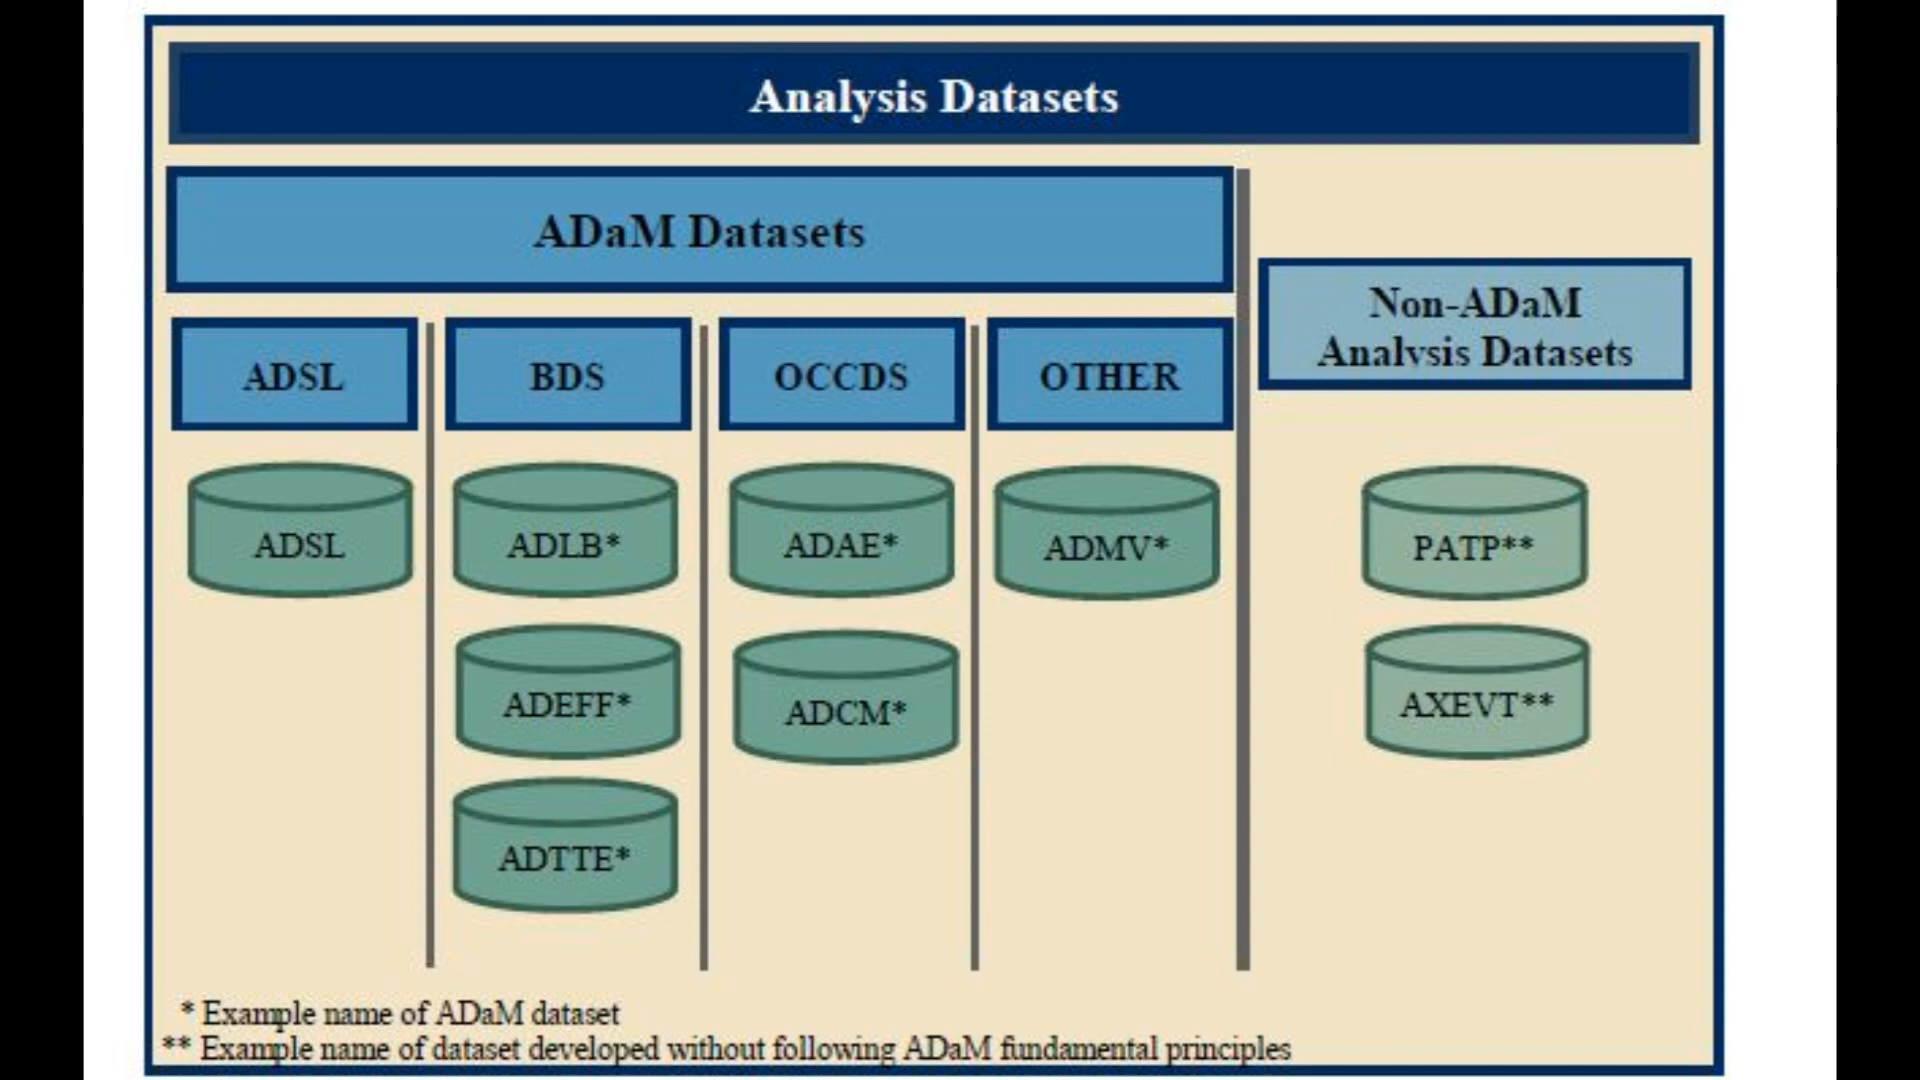 Analysis Datasets
ADaM Datasets
Non-ADaM
Analysis Datasets
ADSL
BDS
OCCDS
OTHER
ADSL
ADLB*
ADAE*
ADMV*
PATP**
ADEFF*
ADCM*
AXEVT**
ADTTE*
* Example name of ADaM dataset
** Example name of dataset developed without following ADaM fundamental principles